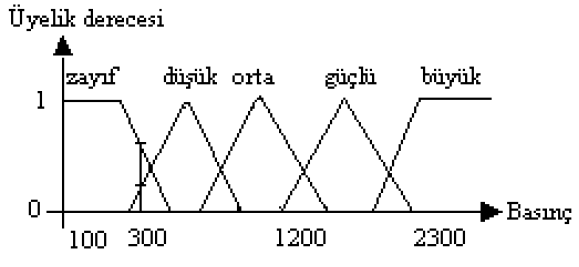 Üyelik derecesi
zayıf düşük orta güçlü büyük
1
0 Basınç
100 300 1200 2300